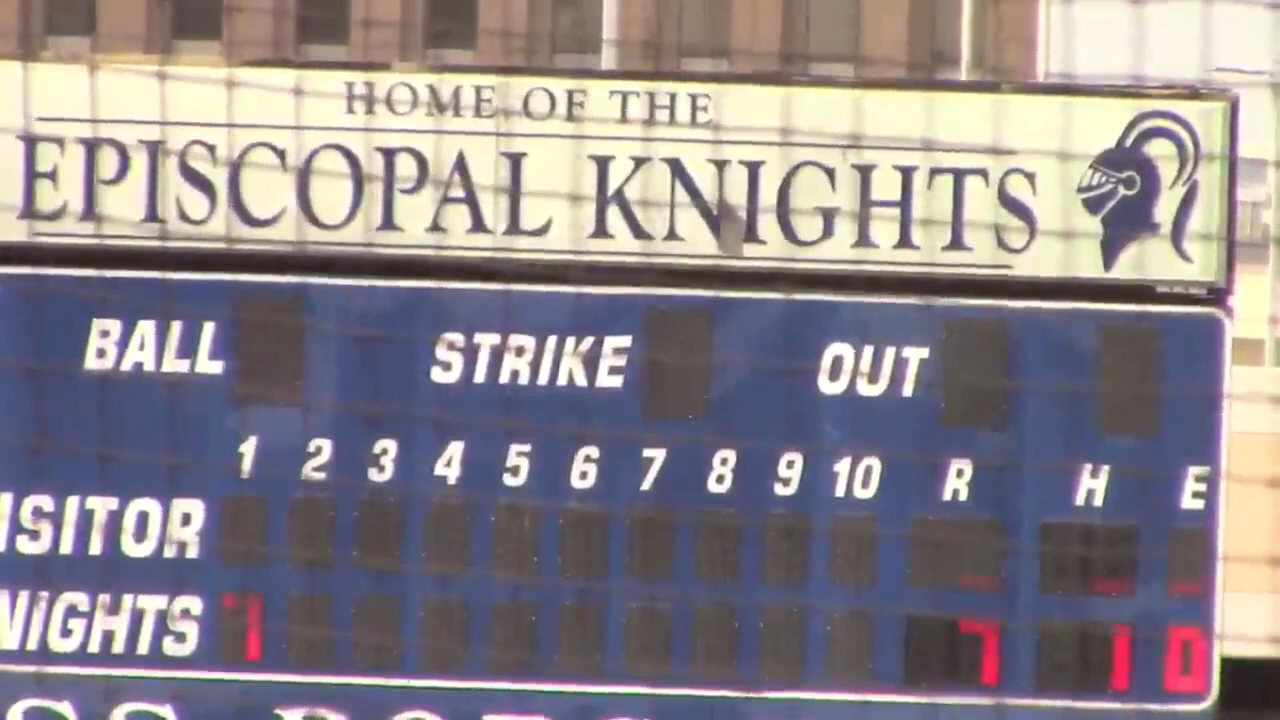 HOME OF THE
EPISCOPAL KNIGHTS
BALL STRIKE OUT
1 2 3 4 5 6 7 8 9 10 R H E
ISITOR
NIGHTS 1 7 1 0